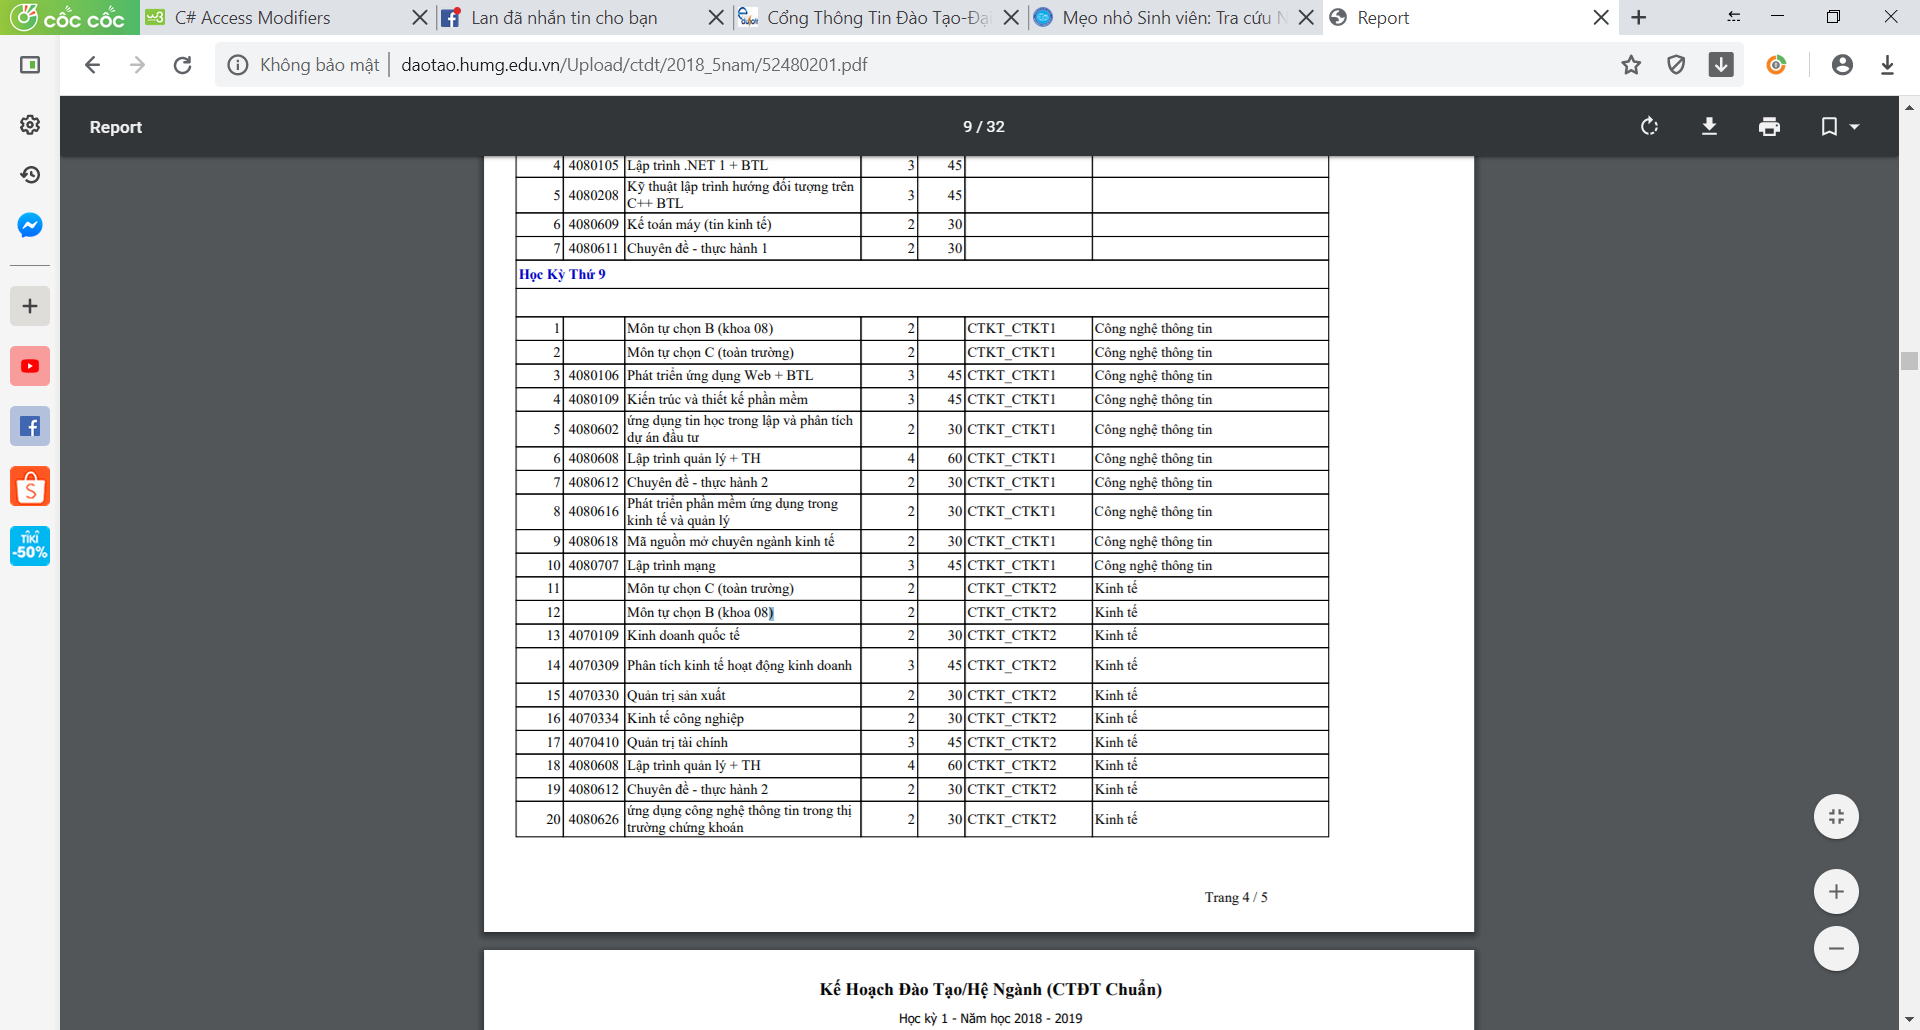 cốc cốc
C# Access Modifiers
Lan đã nhắn tin cho bạn
Cổng Thông Tin Đào Tạo-Đại
Mẹo nhỏ Sinh viên: Tra cứu N
Report
Không bảo mật
daotao.humg.edu.vn/Upload/ctdt/2018_5nam/52480201.pdf
Report
9 / 32
4 4080105 Lập trình .NET 1 + BTL 3 45
5 4080208 Kỹ thuật lập trình hướng đối tượng trên C++ BTL 3 45
6 4080609 Kế toán máy (tin kinh tế) 2 30
7 4080611 Chuyên đề - thực hành 1 2 30
Học Kỳ Thứ 9
1 Môn tự chọn B (khoa 08) 2 CTKT_CTKT1 Công nghệ thông tin
2 Môn tự chọn C (toàn trường) 2 CTKT_CTKT1 Công nghệ thông tin
3 4080106 Phát triển ứng dụng Web + BTL 3 45 CTKT_CTKT1 Công nghệ thông tin
4 4080109 Kiến trúc và thiết kế phần mềm 3 45 CTKT_CTKT1 Công nghệ thông tin
5 4080602 ứng dụng tin học trong lập và phân tích dự án đầu tư 2 30 CTKT_CTKT1 Công nghệ thông tin
6 4080608 Lập trình quản lý + TH 4 60 CTKT_CTKT1 Công nghệ thông tin
7 4080612 Chuyên đề - thực hành 2 2 30 CTKT_CTKT1 Công nghệ thông tin
8 4080616 Phát triển phần mềm ứng dụng trong kinh tế và quản lý 2 30 CTKT_CTKT1 Công nghệ thông tin
9 4080618 Mã nguồn mở chuyên ngành kinh tế 2 30 CTKT_CTKT1 Công nghệ thông tin
10 4080707 Lập trình mạng 3 45 CTKT_CTKT1 Công nghệ thông tin
11 Môn tự chọn C (toàn trường) 2 CTKT_CTKT2 Kinh tế
12 Môn tự chọn B (khoa 08) 2 CTKT_CTKT2 Kinh tế
13 4070109 Kinh doanh quốc tế 2 30 CTKT_CTKT2 Kinh tế
14 4070309 Phân tích kinh tế hoạt động kinh doanh 3 45 CTKT_CTKT2 Kinh tế
15 4070330 Quản trị sản xuất 2 30 CTKT_CTKT2 Kinh tế
16 4070334 Kinh tế công nghiệp 2 30 CTKT_CTKT2 Kinh tế
17 4070410 Quản trị tài chính 3 45 CTKT_CTKT2 Kinh tế
18 4080608 Lập trình quản lý + TH 4 60 CTKT_CTKT2 Kinh tế
19 4080612 Chuyên đề - thực hành 2 2 30 CTKT_CTKT2 Kinh tế
20 4080626 ứng dụng công nghệ thông tin trong thị trường chứng khoán 2 30 CTKT_CTKT2 Kinh tế
Trang 4 / 5
Kế Hoạch Đào Tạo/Hệ Ngành (CTĐT Chuẩn)
Học kỳ 1 - Năm học 2018 - 2019
TIKI
-50%